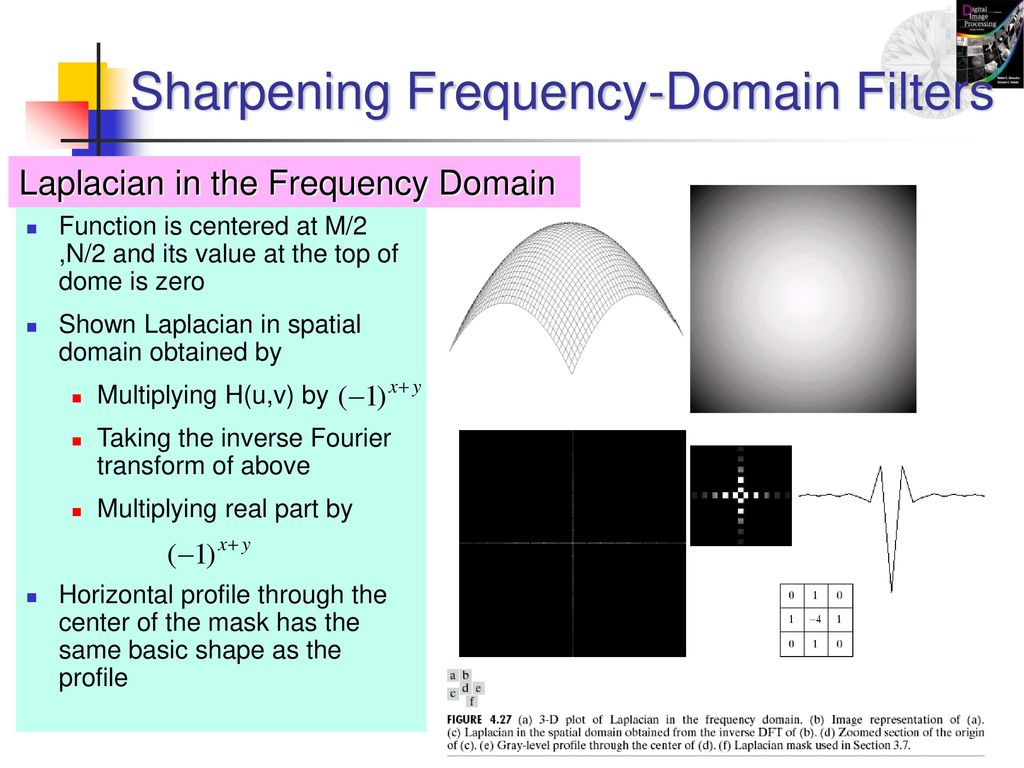 Digital
Image
Processing
Sharpening Frequency-Domain Filters
Laplacian in the Frequency Domain
Function is centered at M/2
,N/2 and its value at the top of
dome is zero
Shown Laplacian in spatial
domain obtained by
Multiplying H(u,v) by (−1)^x+y
Taking the inverse Fourier
transform of above
Multiplying real part by
(−1)^x+y
Horizontal profile through the
center of the mask has the
same basic shape as the
profile
0 1 0
1 −4 1
0 1 0
a b
c d e
f
FIGURE 4.27 (a) 3-D plot of Laplacian in the frequency domain. (b) Image representation of (a).
(c) Laplacian in the spatial domain obtained from the inverse DFT of (b). (d) Zoomed section of the origin
of (c). (e) Gray-level profile through the center of (d). (f) Laplacian mask used in Section 3.7.